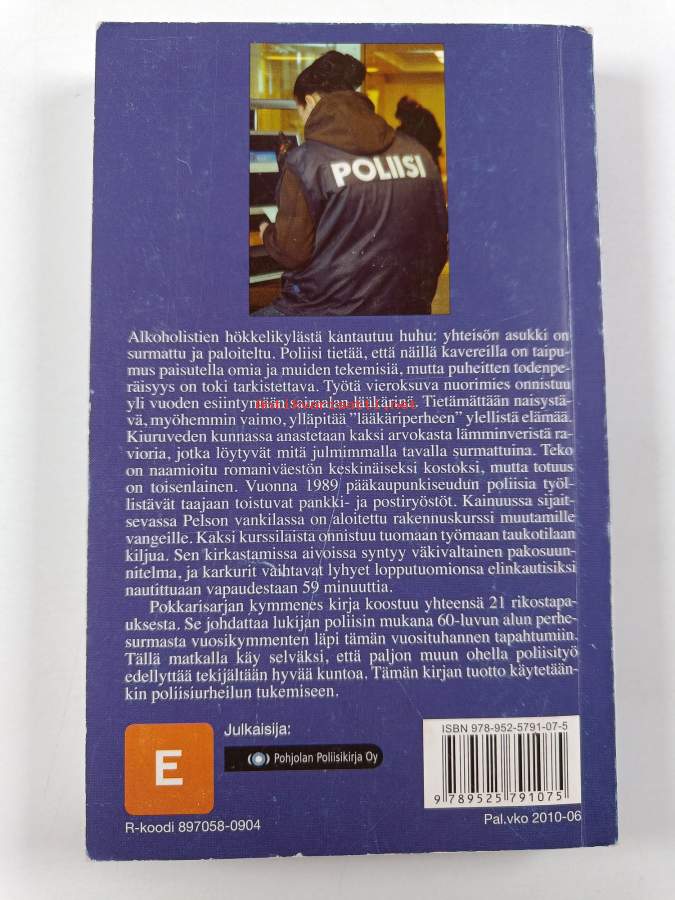 POLIISI
Alkoholistien hökkelikylästä kantautuu huhu: yhteisön asukki on
surmattu ja paloiteltu. Poliisi tietää, että näillä kavereilla on taipu-
mus paisutella omia ja muiden tekemisiä, mutta puheitten todenpe-
räisyys on toki tarkistettava. Työtä vieroksuva nuorimies onnistuu
yli vuoden esiintymään sairaalan lääkärinä. Tietämättään naisystä-
vä, myöhemmin vaimo, ylläpitää ”lääkäriperheen” ylellistä elämää.
Kiuruveden kunnassa anastetaan kaksi arvokasta lämminveristä ra-
vioria, jotka löytyvät mitä julmimmalla tavalla surmattuina. Teko
on naamioitu romaniväestön keskinäiseksi kostoksi, mutta totuus
on toisenlainen. Vuonna 1989 pääkaupunkiseudun poliisia työl-
listävät taajaan toistuvat pankki- ja postiryöstöt. Kainuussa sijait-
sevassa Pelson vankilassa on aloitettu rakennuskurssi muutamille
vangeille. Kaksi kurssilaista onnistuu tuomaan työmaan taukotilaan
kiljua. Sen kirkastamissa aivoissa syntyy väkivaltainen pakosuun-
nitelma, ja karkurit vaihtavat lyhyet lopputuomionsa elinkautisiksi
nautittuaan vapaudestaan 59 minuuttia.
Pokkarisarjan kymmenes kirja koostuu yhteensä 21 rikostapa-
uksesta. Se johdattaa lukijan poliisin mukana 60-luvun alun perhe-
surmasta vuosikymmenten läpi tämän vuosituhannen tapahtumiin.
Tällä matkalla käy selväksi, että paljon muun ohella poliisityö
edellyttää tekijältään hyvää kuntoa. Tämän kirjan tuotto käytetään-
kin poliisiurheilun tukemiseen.
Julkaisija:
Pohjolan Poliisikirja Oy
E
R-koodi 897058-0904
ISBN 978-952-5791-07-5
9 789525 791075
Pal.vko 2010-06